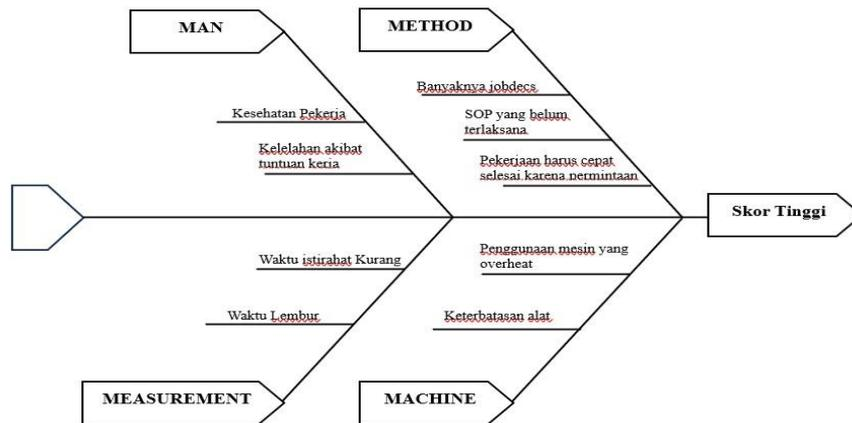 MAN
METHOD
Banyaknya jobdecs
Kesehatan Pekerja
SOP yang belum
terlaksana
Kelelahan akibat
tuntuan kerja
Pekerjaan harus cepat
selesai karena permintaan
Skor Tinggi
Waktu istirahat Kurang
Penggunaan mesin yang
overheat
Waktu Lembur
Keterbatasan alat
MEASUREMENT
MACHINE